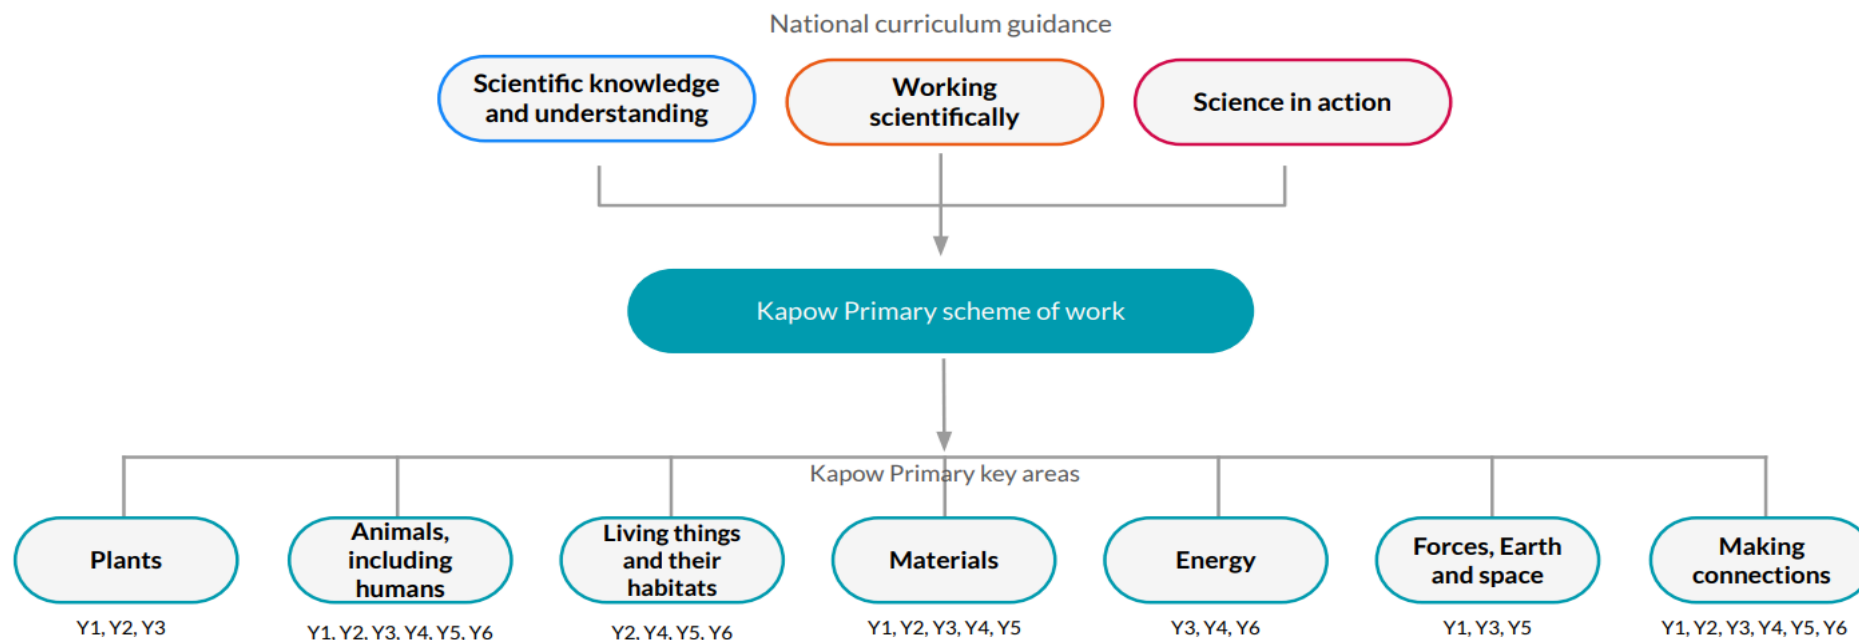 National curriculum guidance
Scientific knowledge
and understanding
Working
scientifically
Science in action
Kapow Primary scheme of work
Kapow Primary key areas
Plants
Y1, Y2, Y3
Animals,
including
humans
Y1, Y2, Y3, Y4, Y5, Y6
Living things
and their
habitats
Y2, Y4, Y5, Y6
Materials
Y1, Y2, Y3, Y4, Y5
Energy
Y3, Y4, Y6
Forces, Earth
and space
Y1, Y3, Y5
Making
connections
Y1, Y2, Y3, Y4, Y5, Y6